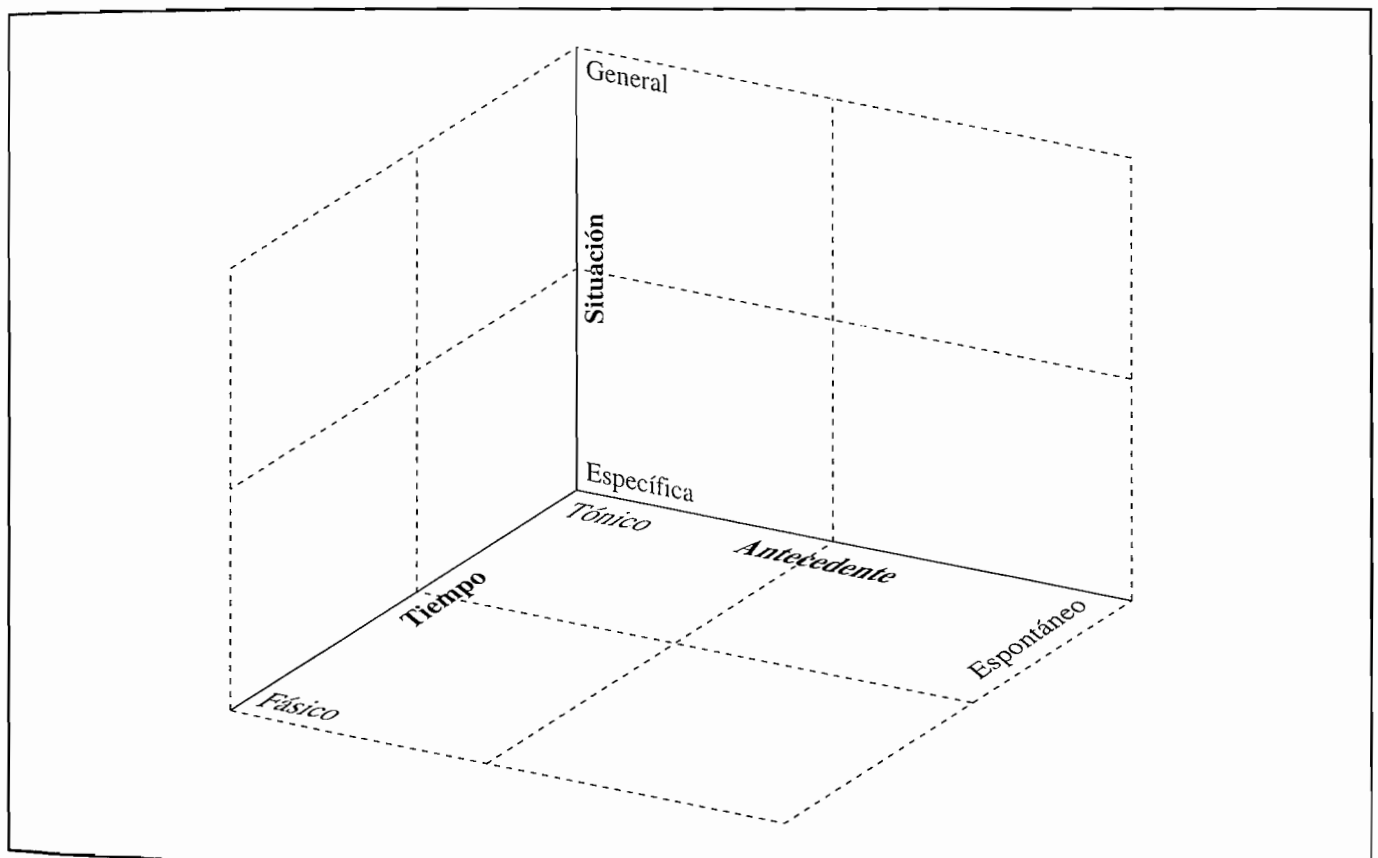 General
Situación
Específica
Tónico
Antecedente
Tiempo
Espontáneo
Fásico